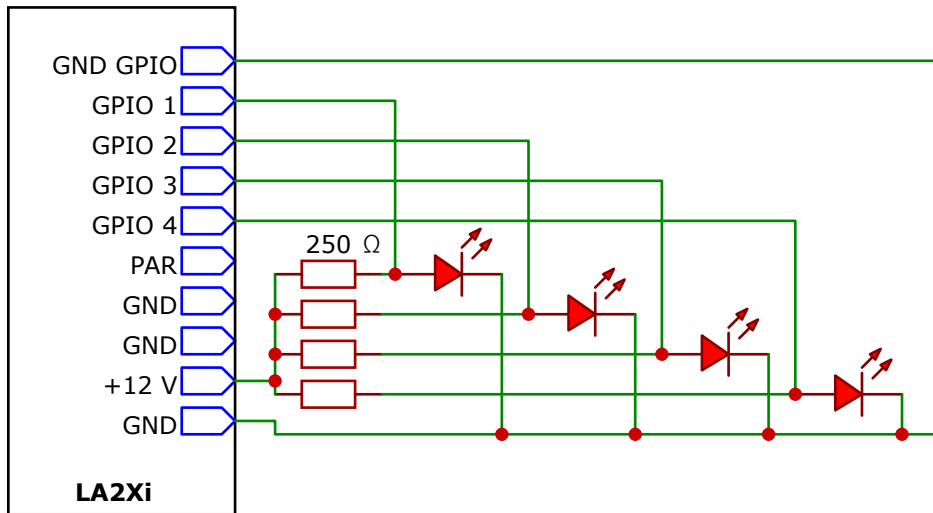 GND GPIO
GPIO 1
GPIO 2
GPIO 3
GPIO 4
250 Ω
PAR
GND
GND
+12 V
GND
LA2Xi